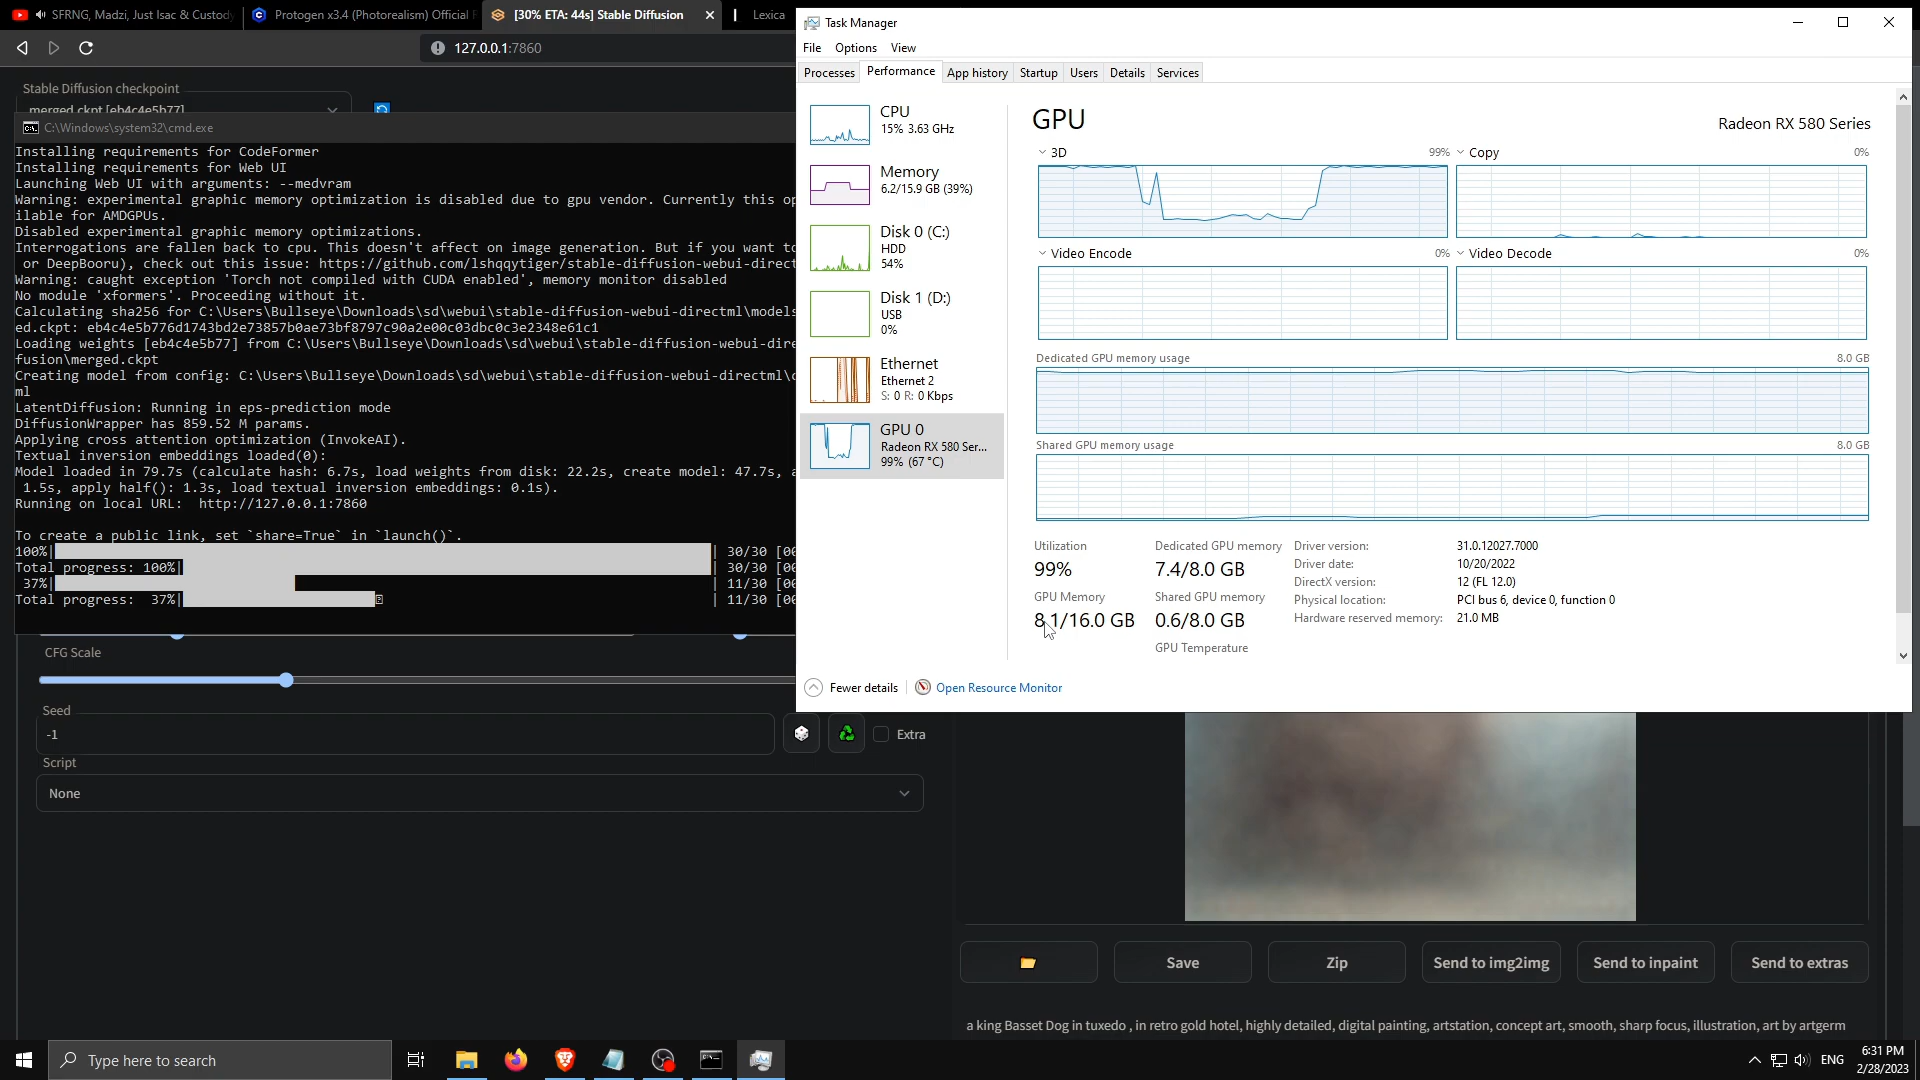 SFRNG, Madzi, Just Isac & Custody
Protogen x3.4 (Photorealism) Official
[30% ETA: 44s] Stable Diffusion
Lexica
127.0.0.1:7860
Stable Diffusion checkpoint
merged.ckpt [eb4c4e5b77]
C:\Windows\system32\cmd.exe
Installing requirements for CodeFormer
Installing requirements for Web UI
Launching Web UI with arguments: --medvram
Warning: experimental graphic memory optimization is disabled due to gpu vendor. Currently this op
ilable for AMDGPUs.
Disabled experimental graphic memory optimizations.
Interrogations are fallen back to cpu. This doesn't affect on image generation. But if you want to
or DeepBooru), check out this issue: https://github.com/lshqqytiger/stable-diffusion-webui-direct
Warning: caught exception 'Torch not compiled with CUDA enabled', memory monitor disabled
No module 'xformers'. Proceeding without it.
Calculating sha256 for C:\Users\Bullseye\Downloads\sd\webui\stable-diffusion-webui-directml\models
ed.ckpt: eb4c4e5b776d1743bd2e73857b0ae73bf8797c90a2e00c03dbc0c3e2348e61c1
Loading weights [eb4c4e5b77] from C:\Users\Bullseye\Downloads\sd\webui\stable-diffusion-webui-dire
fusion\merged.ckpt
Creating model from config: C:\Users\Bullseye\Downloads\sd\webui\stable-diffusion-webui-directml\c
ml
LatentDiffusion: Running in eps-prediction mode
DiffusionWrapper has 859.52 M params.
Applying cross attention optimization (InvokeAI).
Textual inversion embeddings loaded(0):
Model loaded in 79.7s (calculate hash: 6.7s, load weights from disk: 22.2s, create model: 47.7s, a
1.5s, apply half(): 1.3s, load textual inversion embeddings: 0.1s).
Running on local URL: http://127.0.0.1:7860
To create a public link, set `share=True` in `launch()`.
100%| | 30/30 [00
Total progress: 100%| | 30/30 [00
37%| | 11/30 [00
Total progress: 37%| | 11/30 [00
CFG Scale
Seed
-1
Extra
Script
None
Task Manager
File Options View
Processes Performance App history Startup Users Details Services
CPU
15% 3.63 GHz
Memory
6.2/15.9 GB (39%)
Disk 0 (C:)
HDD
54%
Disk 1 (D:)
USB
0%
Ethernet
Ethernet 2
S: 0 R: 0 Kbps
GPU 0
Radeon RX 580 Ser...
99% (67 °C)
GPU
Radeon RX 580 Series
3D 99%
Copy 0%
Video Encode 0%
Video Decode 0%
Dedicated GPU memory usage 8.0 GB
Shared GPU memory usage 8.0 GB
Utilization
99%
GPU Memory
8.1/16.0 GB
Dedicated GPU memory
7.4/8.0 GB
Shared GPU memory
0.6/8.0 GB
GPU Temperature
Driver version: 31.0.12027.7000
Driver date: 10/20/2022
DirectX version: 12 (FL 12.0)
Physical location: PCI bus 6, device 0, function 0
Hardware reserved memory: 21.0 MB
Fewer details
Open Resource Monitor
Save
Zip
Send to img2img
Send to inpaint
Send to extras
a king Basset Dog in tuxedo , in retro gold hotel, highly detailed, digital painting, artstation, concept art, smooth, sharp focus, illustration, art by artgerm
Type here to search
ENG
6:31 PM
2/28/2023